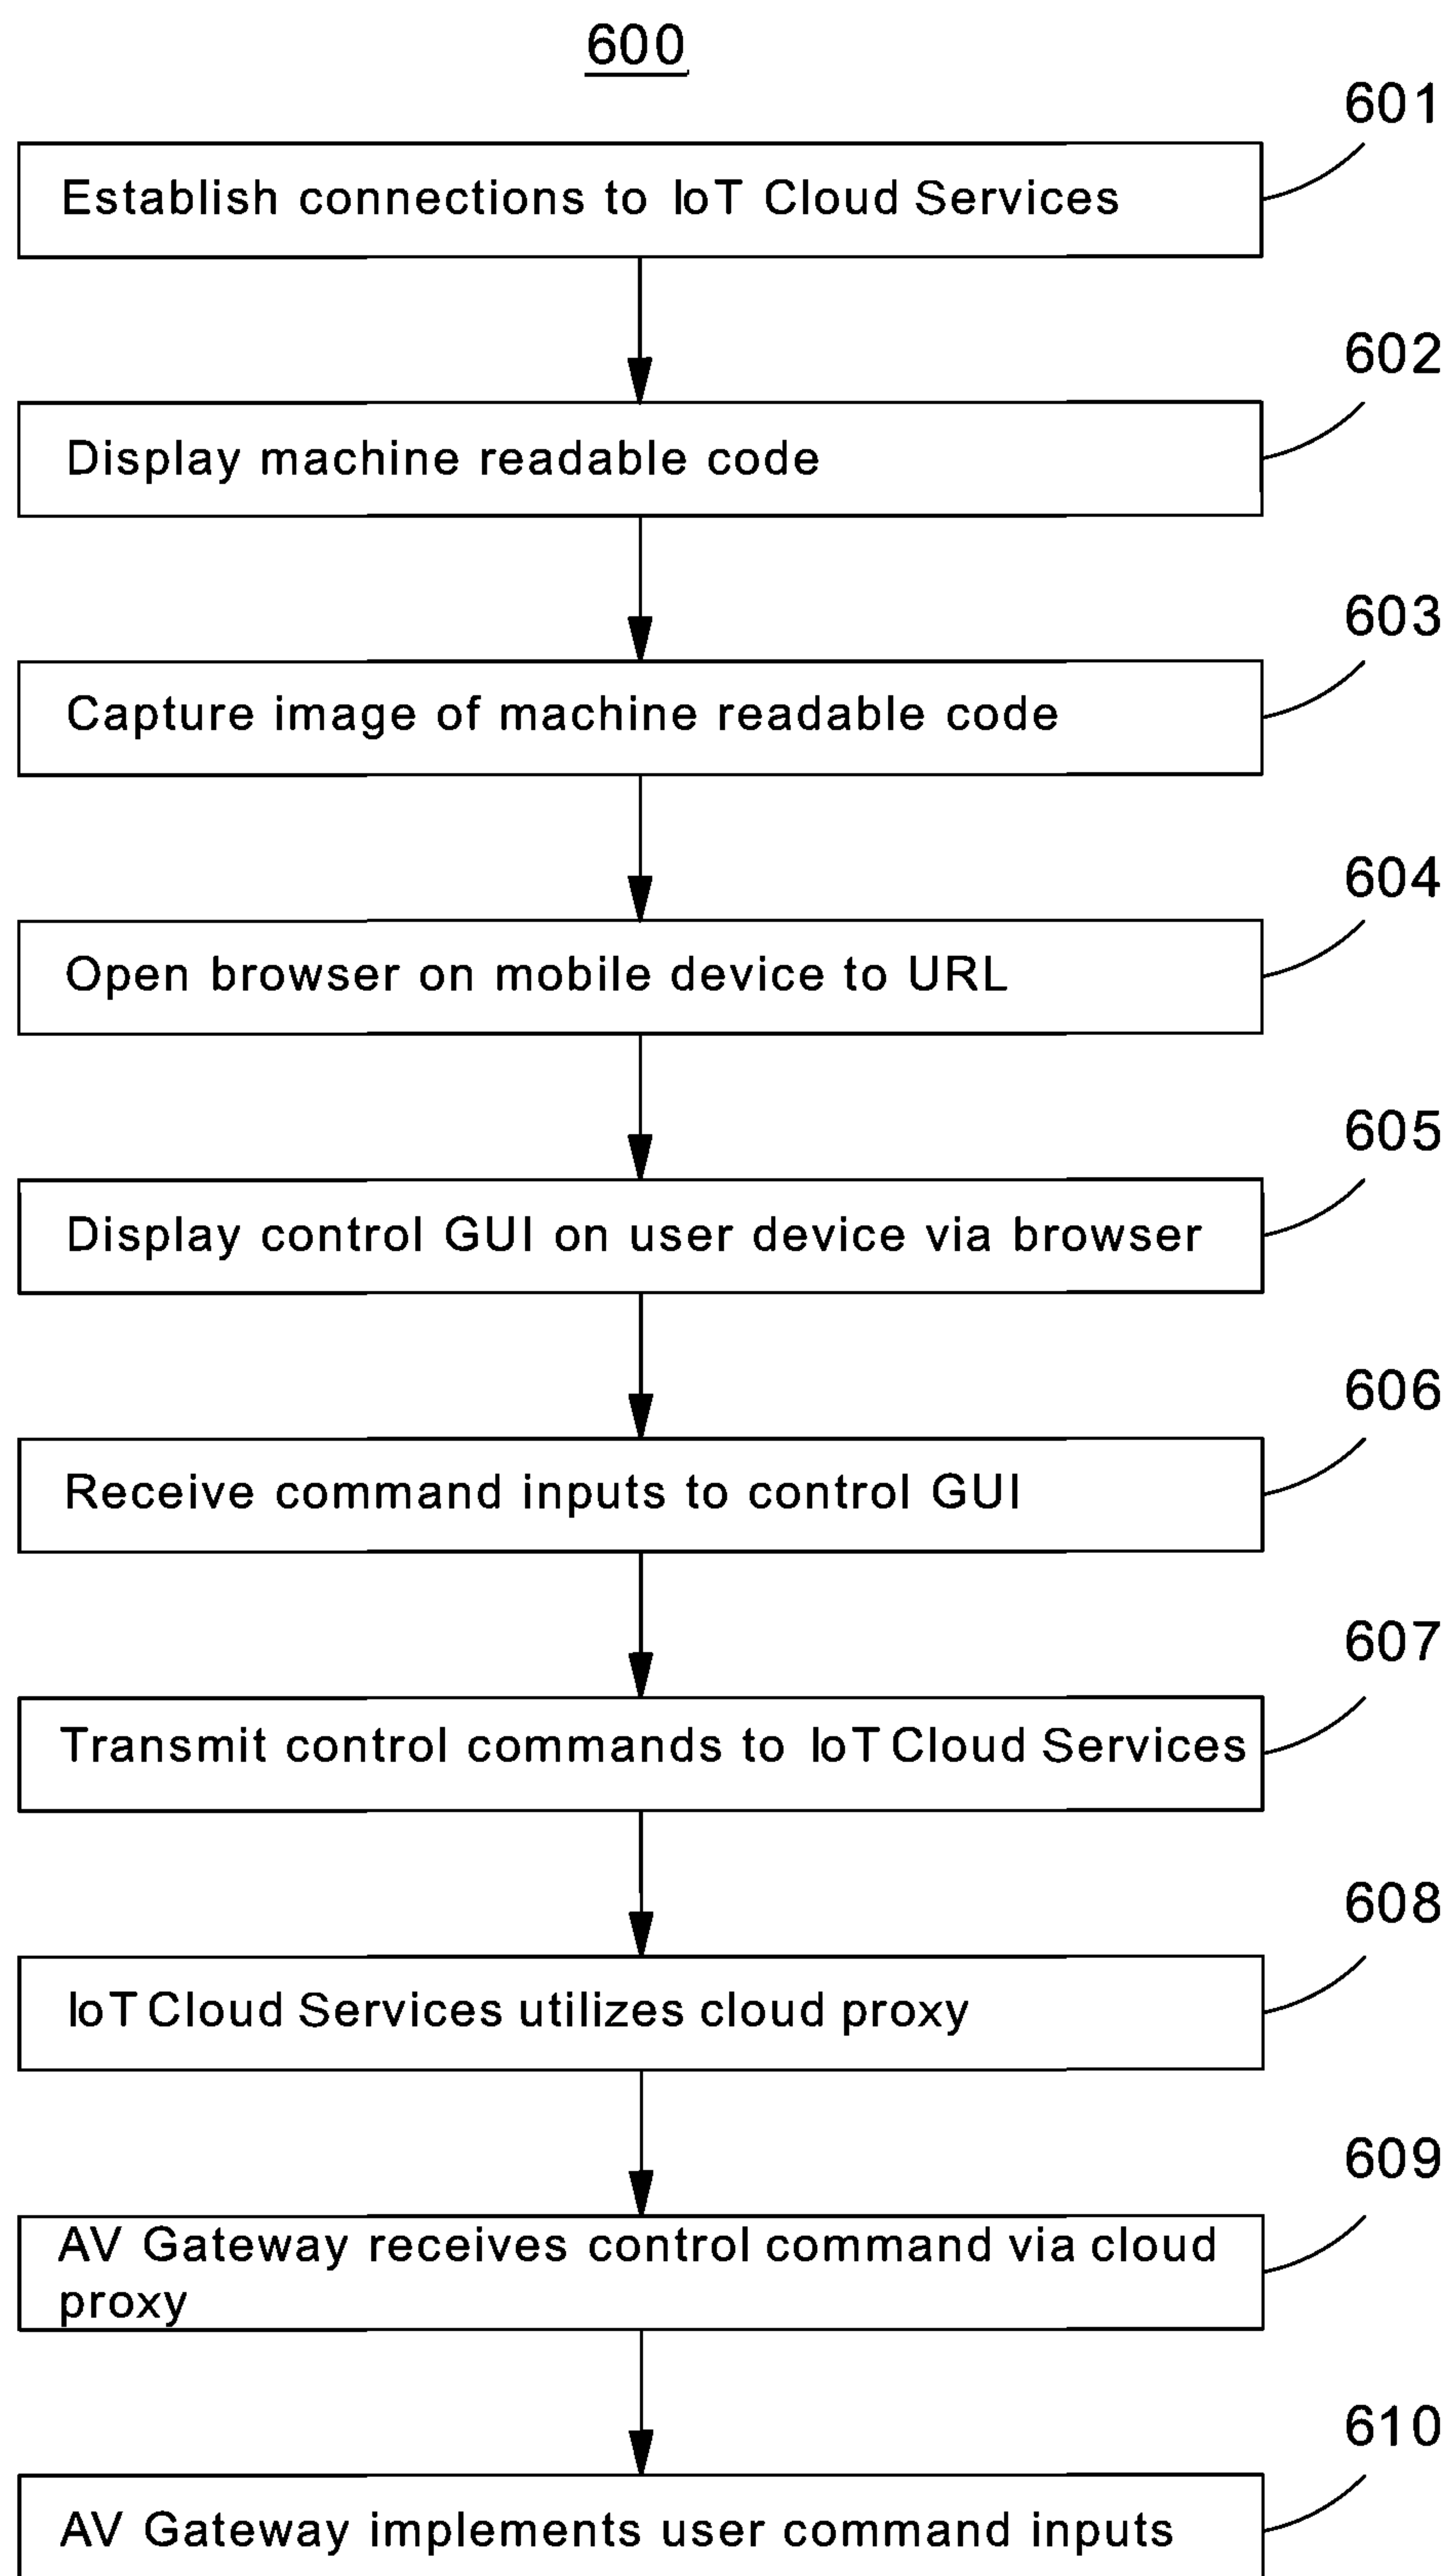 600
601
Establish connections to IoT Cloud Services
602
Display machine readable code
603
Capture image of machine readable code
604
Open browser on mobile device to URL
605
Display control GUI on user device via browser
606
Receive command inputs to control GUI
607
Transmit control commands to IoT Cloud Services
608
IoT Cloud Services utilizes cloud proxy
609
AV Gateway receives control command via cloud
proxy
610
AV Gateway implements user command inputs